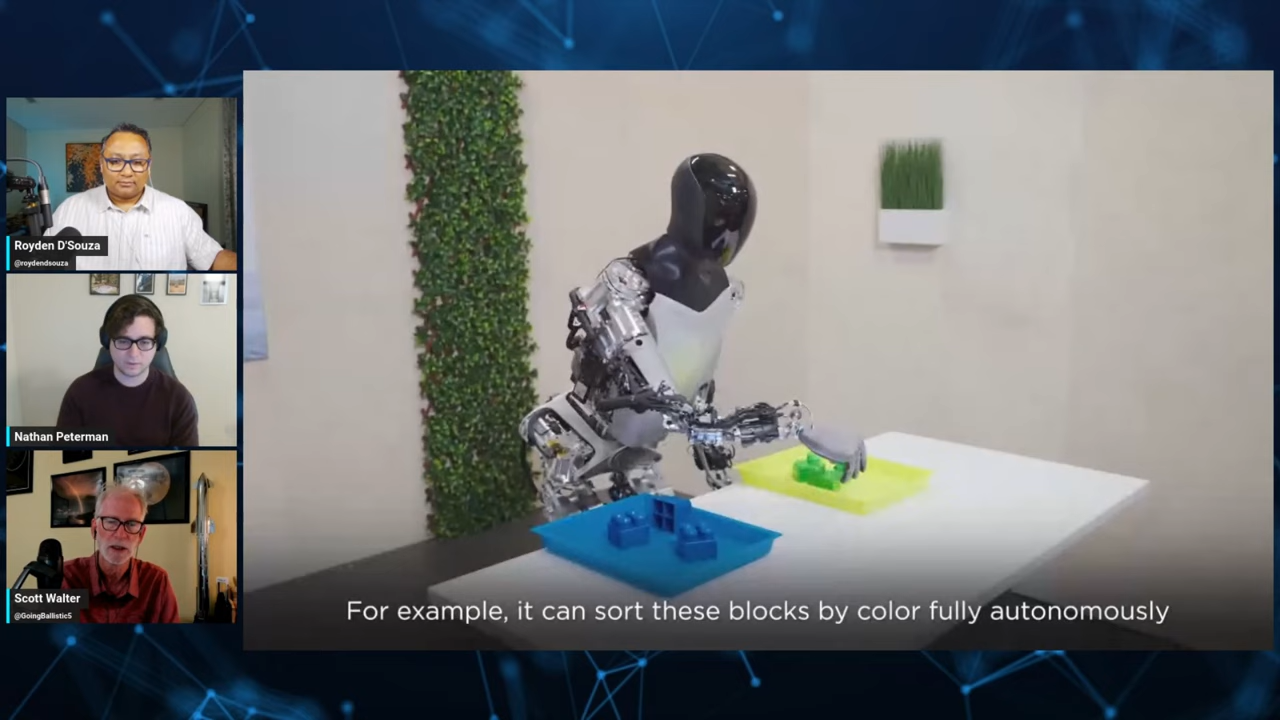 Royden D'Souza
@roydendsouza
Nathan Peterman
Scott Walter
@GoingBallistic5
For example, it can sort these blocks by color fully autonomously